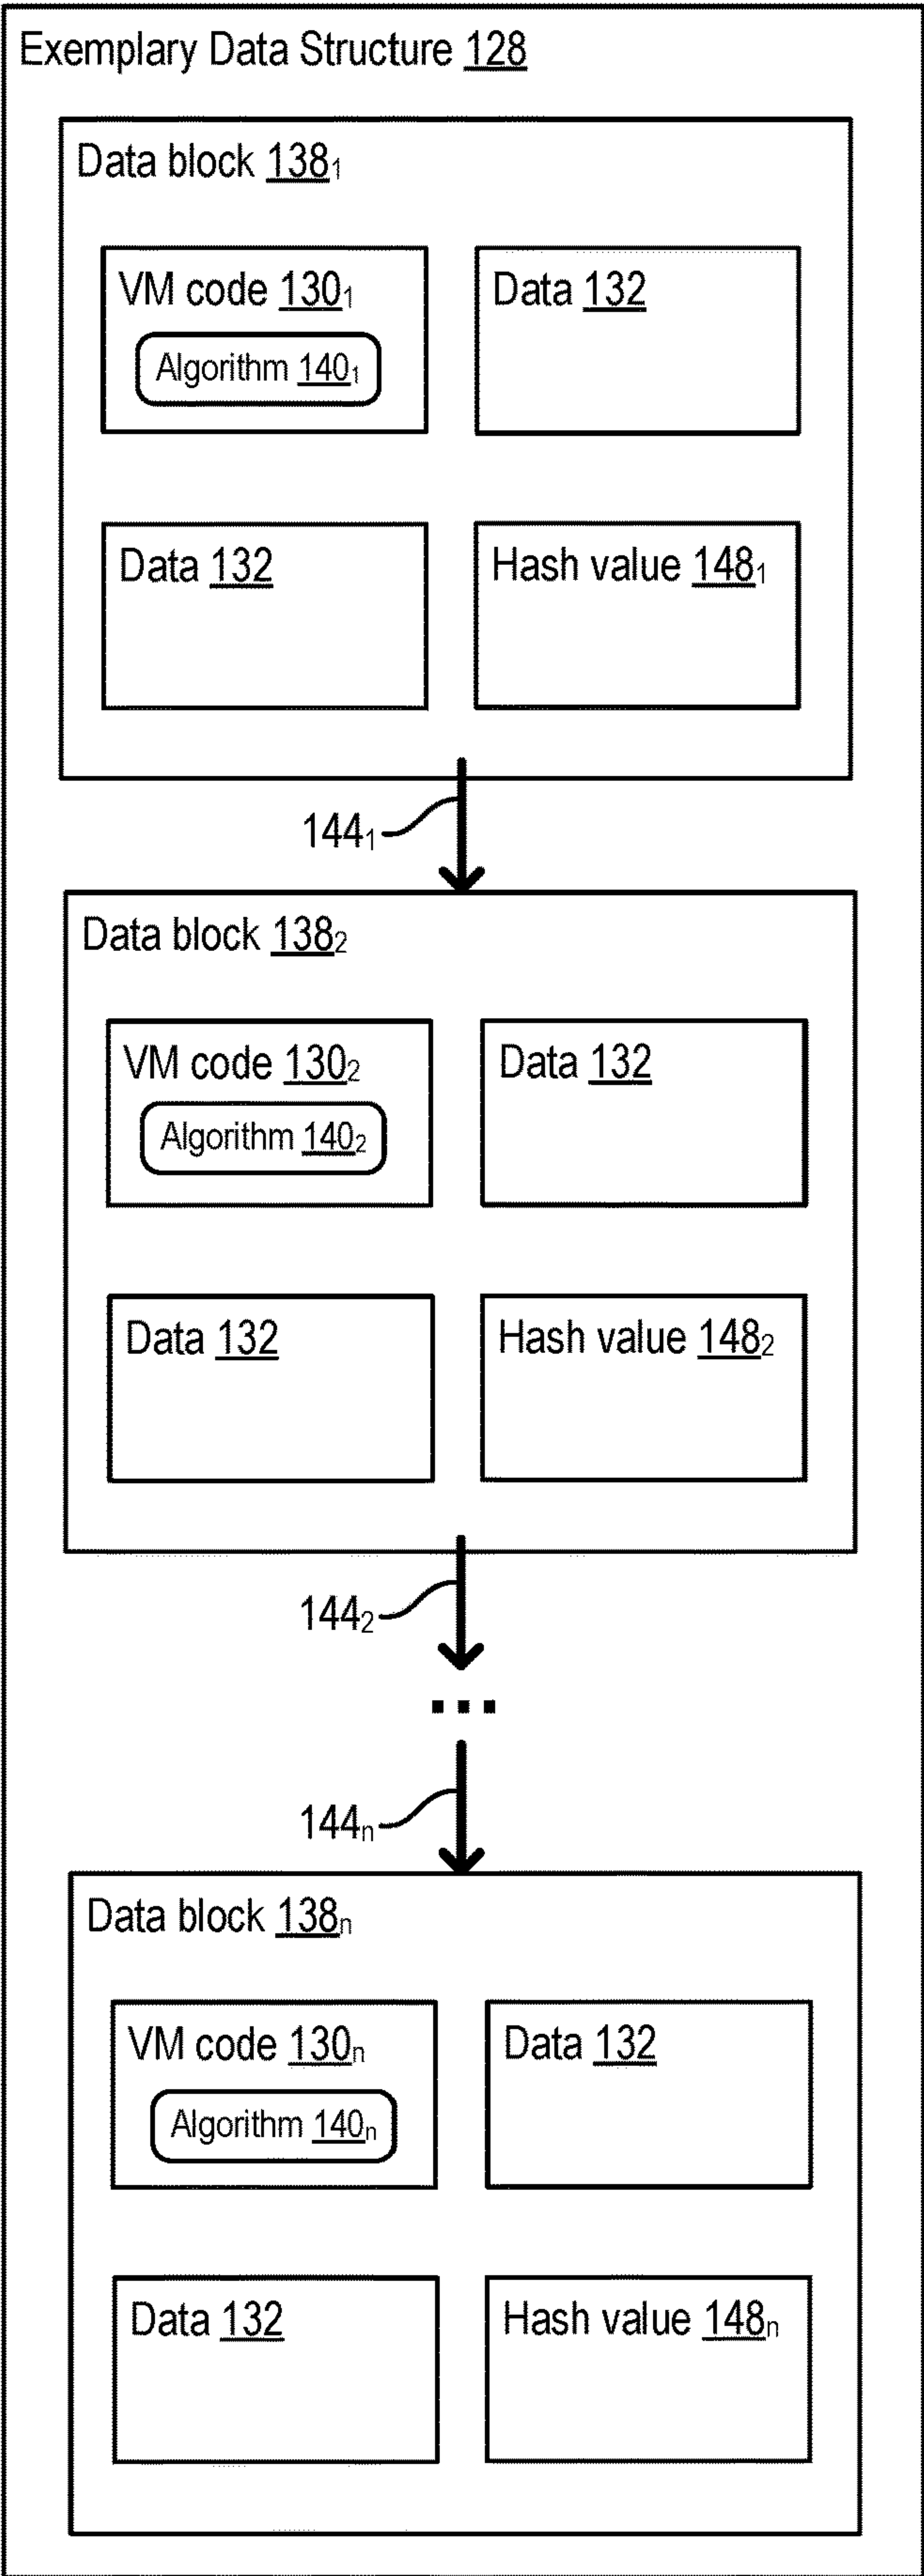 Exemplary Data Structure 128
Data block 138₁
VM code 130₁
Algorithm 140₁
Data 132
Data 132
Hash value 148₁
144₁
Data block 138₂
VM code 130₂
Algorithm 140₂
Data 132
Data 132
Hash value 148₂
144₂
...
144ₙ
Data block 138ₙ
VM code 130ₙ
Algorithm 140ₙ
Data 132
Data 132
Hash value 148ₙ